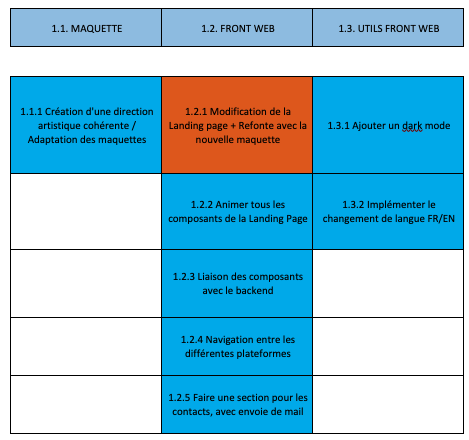 1.1. MAQUETTE
1.2. FRONT WEB
1.3. UTILS FRONT WEB
1.1.1 Création d'une direction
artistique cohérente /
Adaptation des maquettes
1.2.1 Modification de la
Landing page + Refonte avec la
nouvelle maquette
1.3.1 Ajouter un dark mode
1.2.2 Animer tous les
composants de la Landing Page
1.3.2 Implémenter le
changement de langue FR/EN
1.2.3 Liaison des composants
avec le backend
1.2.4 Navigation entre les
différentes plateformes
1.2.5 Faire une section pour les
contacts, avec envoie de mail